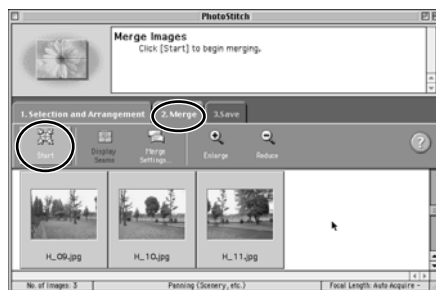 PhotoStitch
Merge Images
Click [Start] to begin merging.
1. Selection and Arrangement
2. Merge
3.Save
Start
Display Seams
Merge Settings...
Enlarge
Reduce
?
H_09.jpg
H_10.jpg
H_11.jpg
No. of Images: 3
Panning (Scenery, etc.)
Focal Length: Auto Acquire -